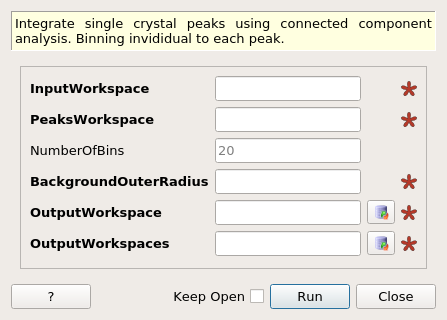 Integrate single crystal peaks using connected component
analysis. Binning invididual to each peak.
InputWorkspace
PeaksWorkspace
NumberOfBins 20
BackgroundOuterRadius
OutputWorkspace
OutputWorkspaces
? Keep Open Run Close